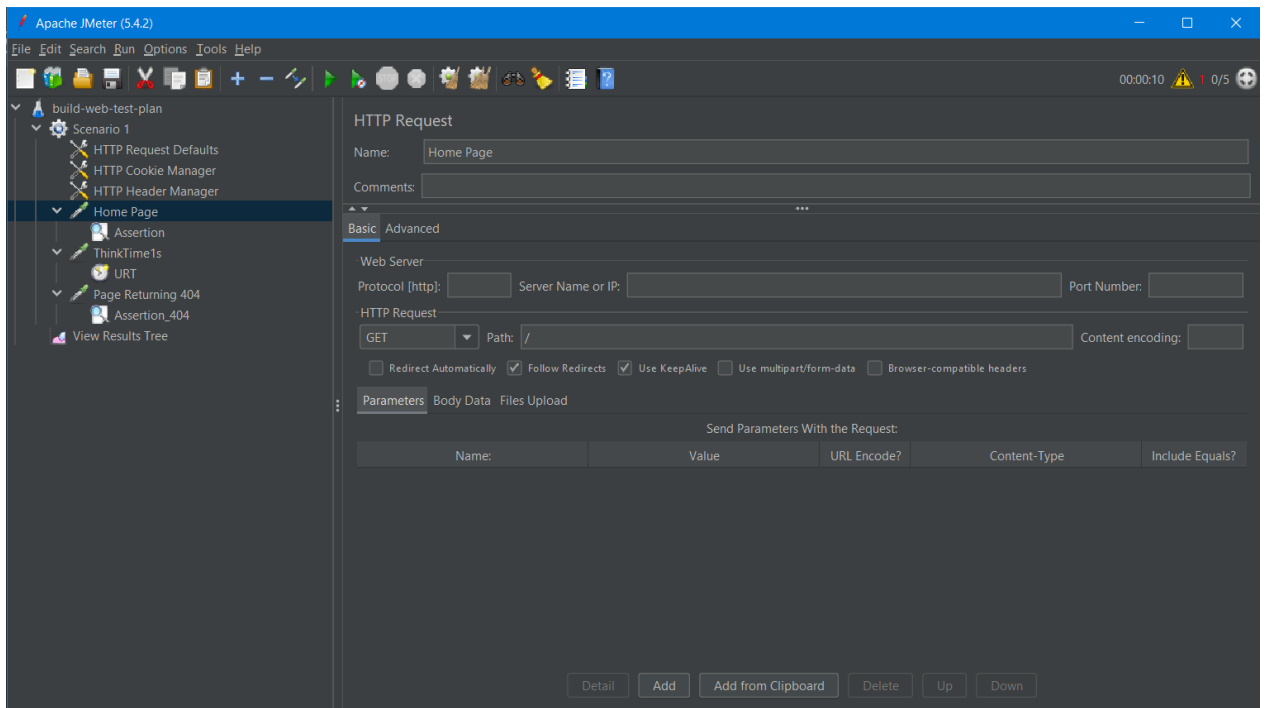 Apache JMeter (5.4.2)
File Edit Search Run Options Tools Help
STOP
00:00:10 1 0/5
build-web-test-plan
Scenario 1
HTTP Request Defaults
HTTP Cookie Manager
HTTP Header Manager
Home Page
Assertion
ThinkTime1s
URT
Page Returning 404
Assertion_404
View Results Tree
HTTP Request
Name: Home Page
Comments:
Basic Advanced
Web Server
Protocol [http]: Server Name or IP: Port Number:
HTTP Request
GET Path: / Content encoding:
Redirect Automatically Follow Redirects Use KeepAlive Use multipart/form-data Browser-compatible headers
Parameters Body Data Files Upload
Send Parameters With the Request:
Name: Value URL Encode? Content-Type Include Equals?
Detail Add Add from Clipboard Delete Up Down